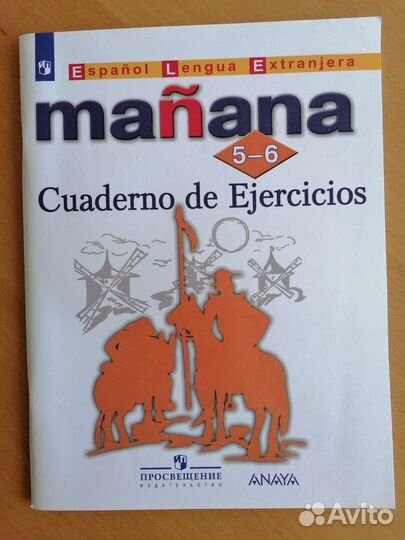 Español Lengua Extranjera
mañana
5–6
Cuaderno de Ejercicios
ПРОСВЕЩЕНИЕ
ИЗДАТЕЛЬСТВО
ANAYA
Avito